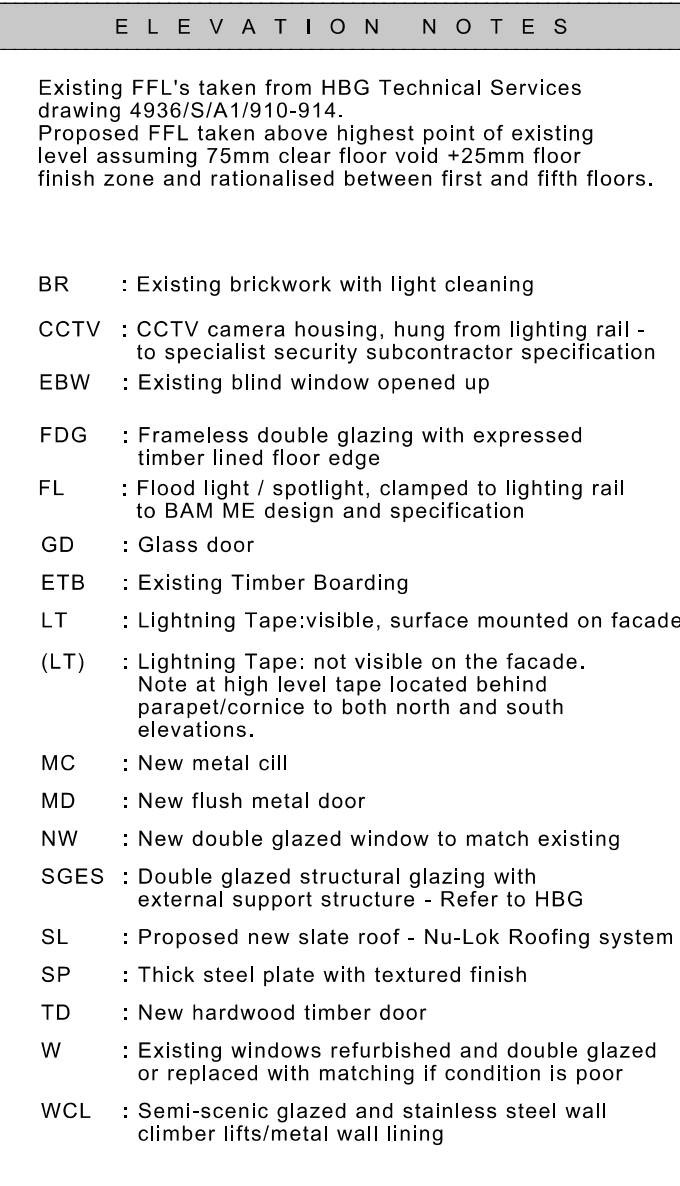 ELEVATION NOTES
Existing FFL's taken from HBG Technical Services
drawing 4936/S/A1/910-914.
Proposed FFL taken above highest point of existing
level assuming 75mm clear floor void +25mm floor
finish zone and rationalised between first and fifth floors.
BR : Existing brickwork with light cleaning
CCTV : CCTV camera housing, hung from lighting rail -
to specialist security subcontractor specification
EBW : Existing blind window opened up
FDG : Frameless double glazing with expressed
timber lined floor edge
FL : Flood light / spotlight, clamped to lighting rail
to BAM ME design and specification
GD : Glass door
ETB : Existing Timber Boarding
LT : Lightning Tape:visible, surface mounted on facade
(LT) : Lightning Tape: not visible on the facade.
Note at high level tape located behind
parapet/cornice to both north and south
elevations.
MC : New metal cill
MD : New flush metal door
NW : New double glazed window to match existing
SGES : Double glazed structural glazing with
external support structure - Refer to HBG
SL : Proposed new slate roof - Nu-Lok Roofing system
SP : Thick steel plate with textured finish
TD : New hardwood timber door
W : Existing windows refurbished and double glazed
or replaced with matching if condition is poor
WCL : Semi-scenic glazed and stainless steel wall
climber lifts/metal wall lining